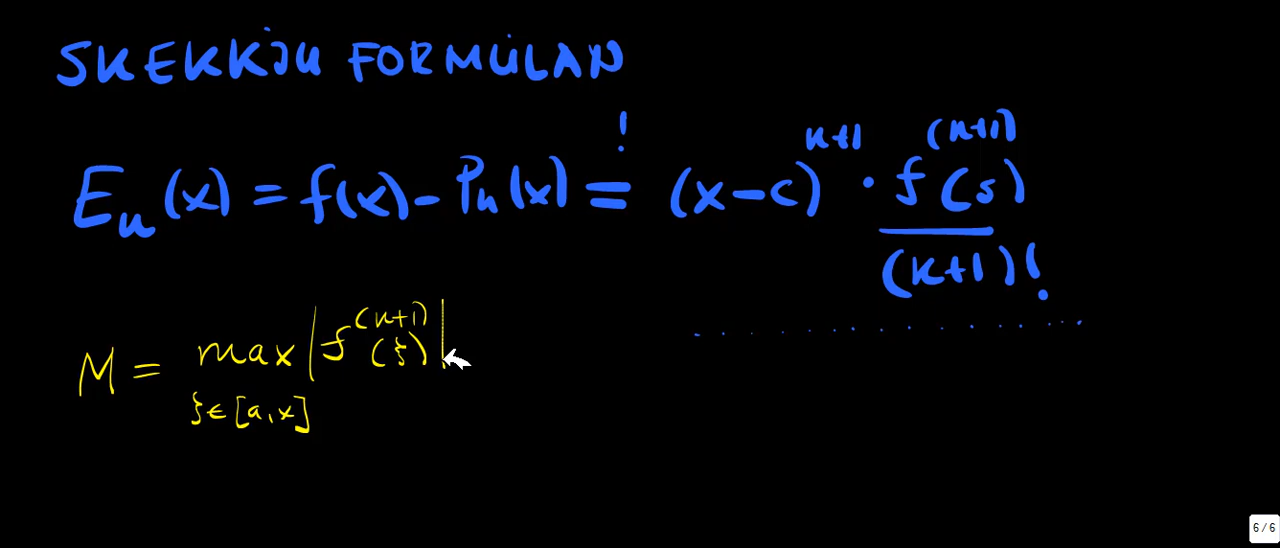 SKEKKJU FORMÚLAN
Eₙ(x) = f(x) - Pₙ(x) =! (x-c)ⁿ⁺¹ · f⁽ⁿ⁺¹⁾(s) / (n+1)!
M = max |f⁽ⁿ⁺¹⁾(ξ)|
ξ∈[a,x]
6/6